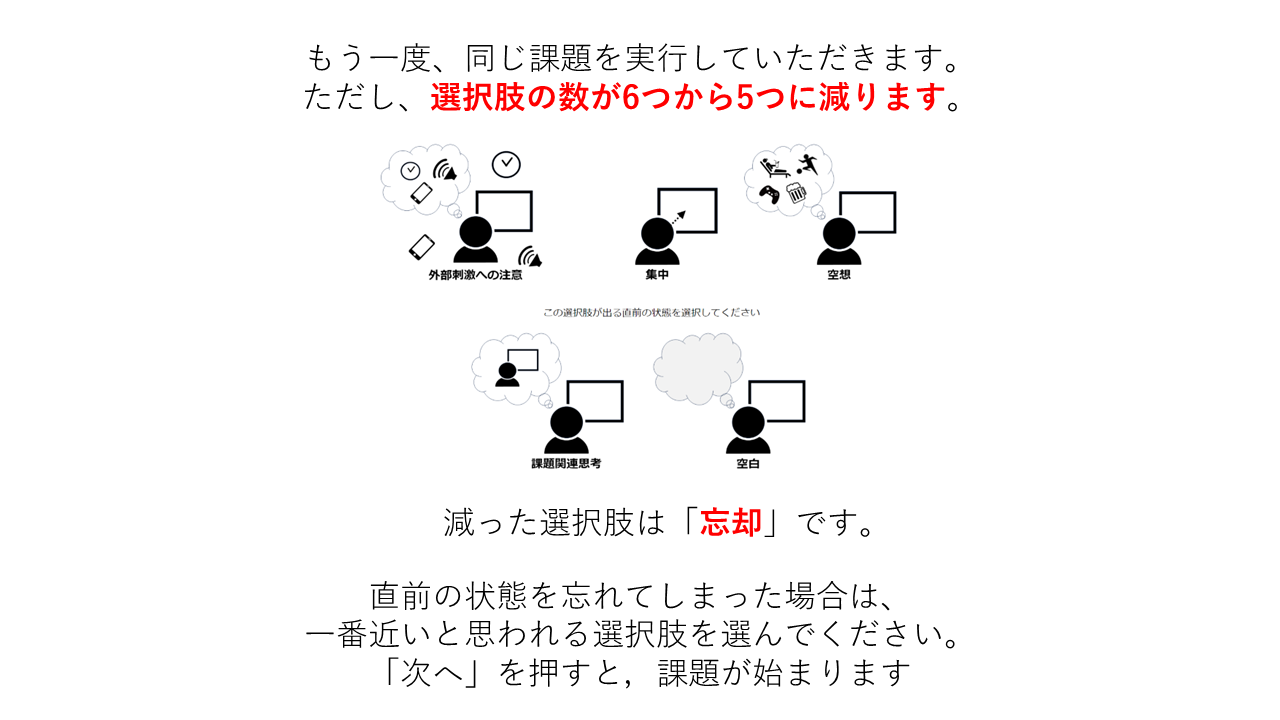 もう一度、同じ課題を実行していただきます。
ただし、選択肢の数が6つから5つに減ります。
外部刺激への注意
集中
空想
この選択肢が出る直前の状態を選択してください
課題関連思考
空白
減った選択肢は「忘却」です。
直前の状態を忘れてしまった場合は、
一番近いと思われる選択肢を選んでください。
「次へ」を押すと，課題が始まります